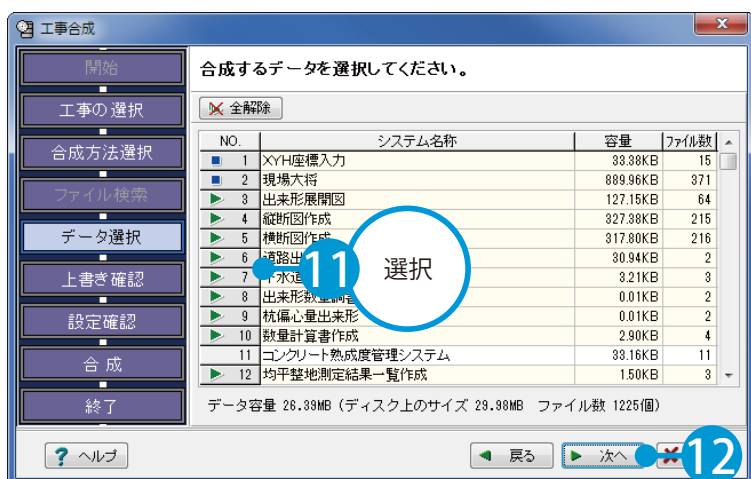 工事合成
x
開始
工事の選択
合成方法選択
ファイル検索
データ選択
上書き確認
設定確認
合 成
終了
合成するデータを選択してください。
全解除
NO. システム名称 容量 ファイル数
1 XYH座標入力 33.38KB 15
2 現場大将 889.96KB 371
3 出来形展開図 127.15KB 64
4 縦断図作成 327.38KB 215
5 横断図作成 317.80KB 216
6 道路出 30.94KB 2
7 下水道 3.21KB 3
8 出来形数量調書 0.01KB 2
9 杭偏心量出来形 0.01KB 2
10 数量計算書作成 2.90KB 4
11 コンクリート熟成度管理システム 33.16KB 11
12 均平整地測定結果一覧作成 1.50KB 3
11 選択
データ容量 26.39MB (ディスク上のサイズ 29.98MB ファイル数 1225個)
? ヘルプ
戻る
次へ
12